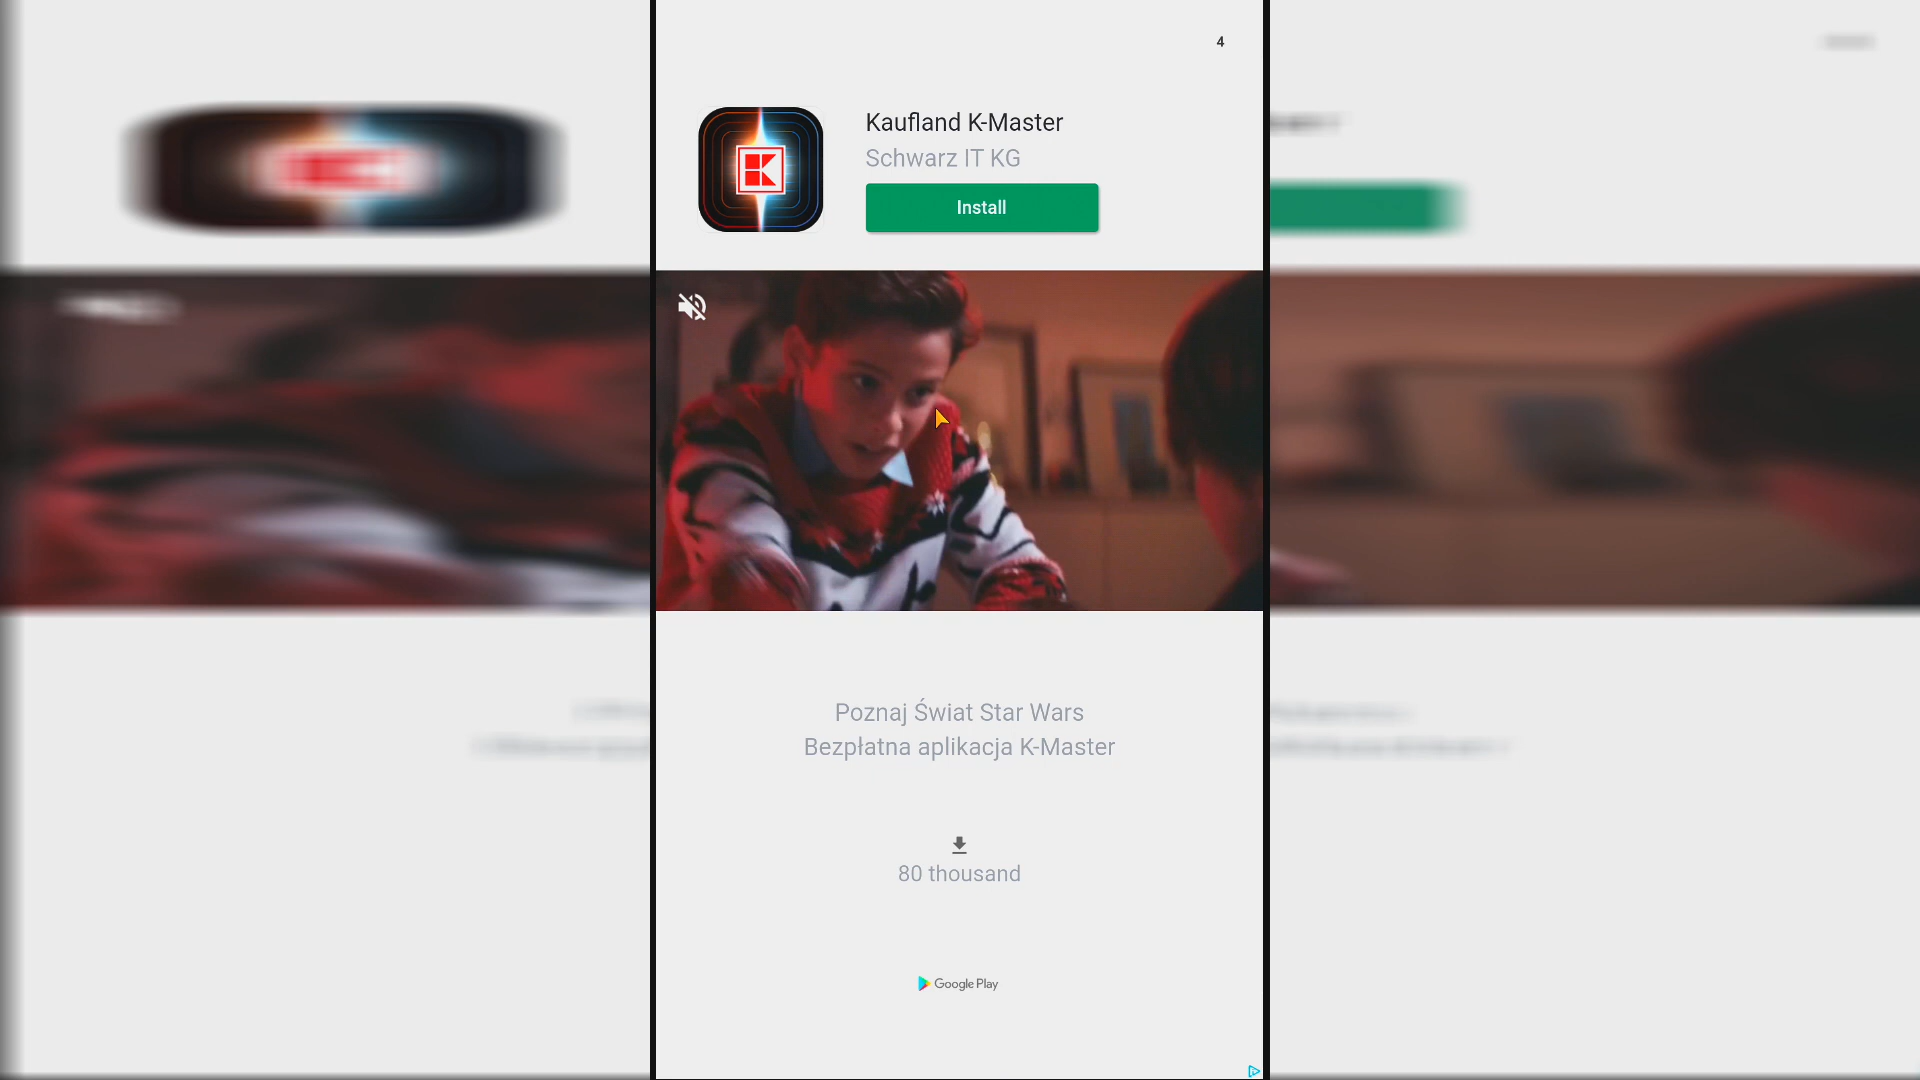 4
Kaufland K-Master
Schwarz IT KG
Install
Poznaj Świat Star Wars
Bezpłatna aplikacja K-Master
80 thousand
Google Play